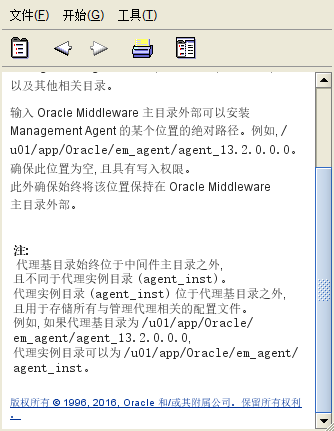 文件(F) 开始(G) 工具(T)
以及其他相关目录。
输入 Oracle Middleware 主目录外部可以安装
Management Agent 的某个位置的绝对路径。例如, /
u01/app/Oracle/em_agent/agent_13.2.0.0.0。
确保此位置为空, 且具有写入权限。
此外确保始终将该位置保持在 Oracle Middleware
主目录外部。
注:
代理基目录始终位于中间件主目录之外,
且不同于代理实例目录 (agent_inst)。
代理实例目录 (agent_inst) 位于代理基目录之外,
且用于存储所有与管理代理相关的配置文件。
例如, 如果代理基目录为 /u01/app/Oracle/
em_agent/agent_13.2.0.0.0,
代理实例目录可以为 /u01/app/Oracle/em_agent/
agent_inst。
版权所有 © 1996, 2016, Oracle 和/或其附属公司。保留所有权利
。